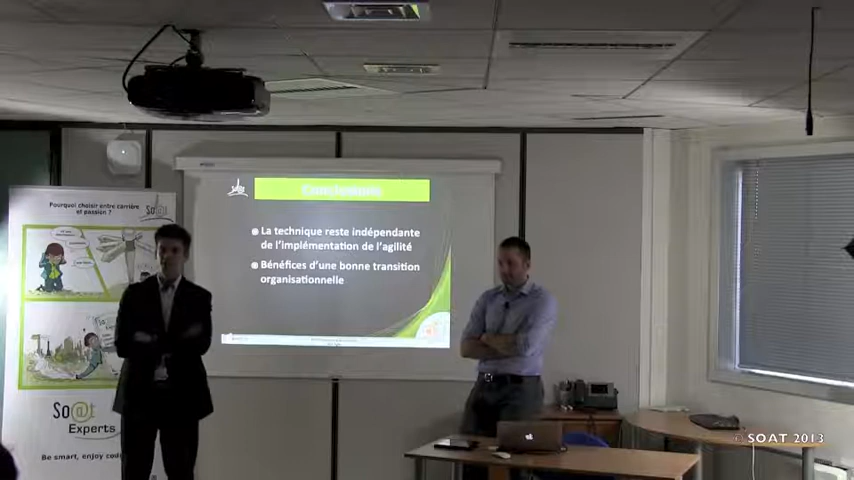 Pourquoi choisir entre carrière
et passion ?
So@t
Conclusions
La technique reste indépendante
de l'implémentation de l'agilité
Bénéfices d'une bonne transition
organisationnelle
So@t
Experts
Be smart, enjoy cod
© SOAT 2013